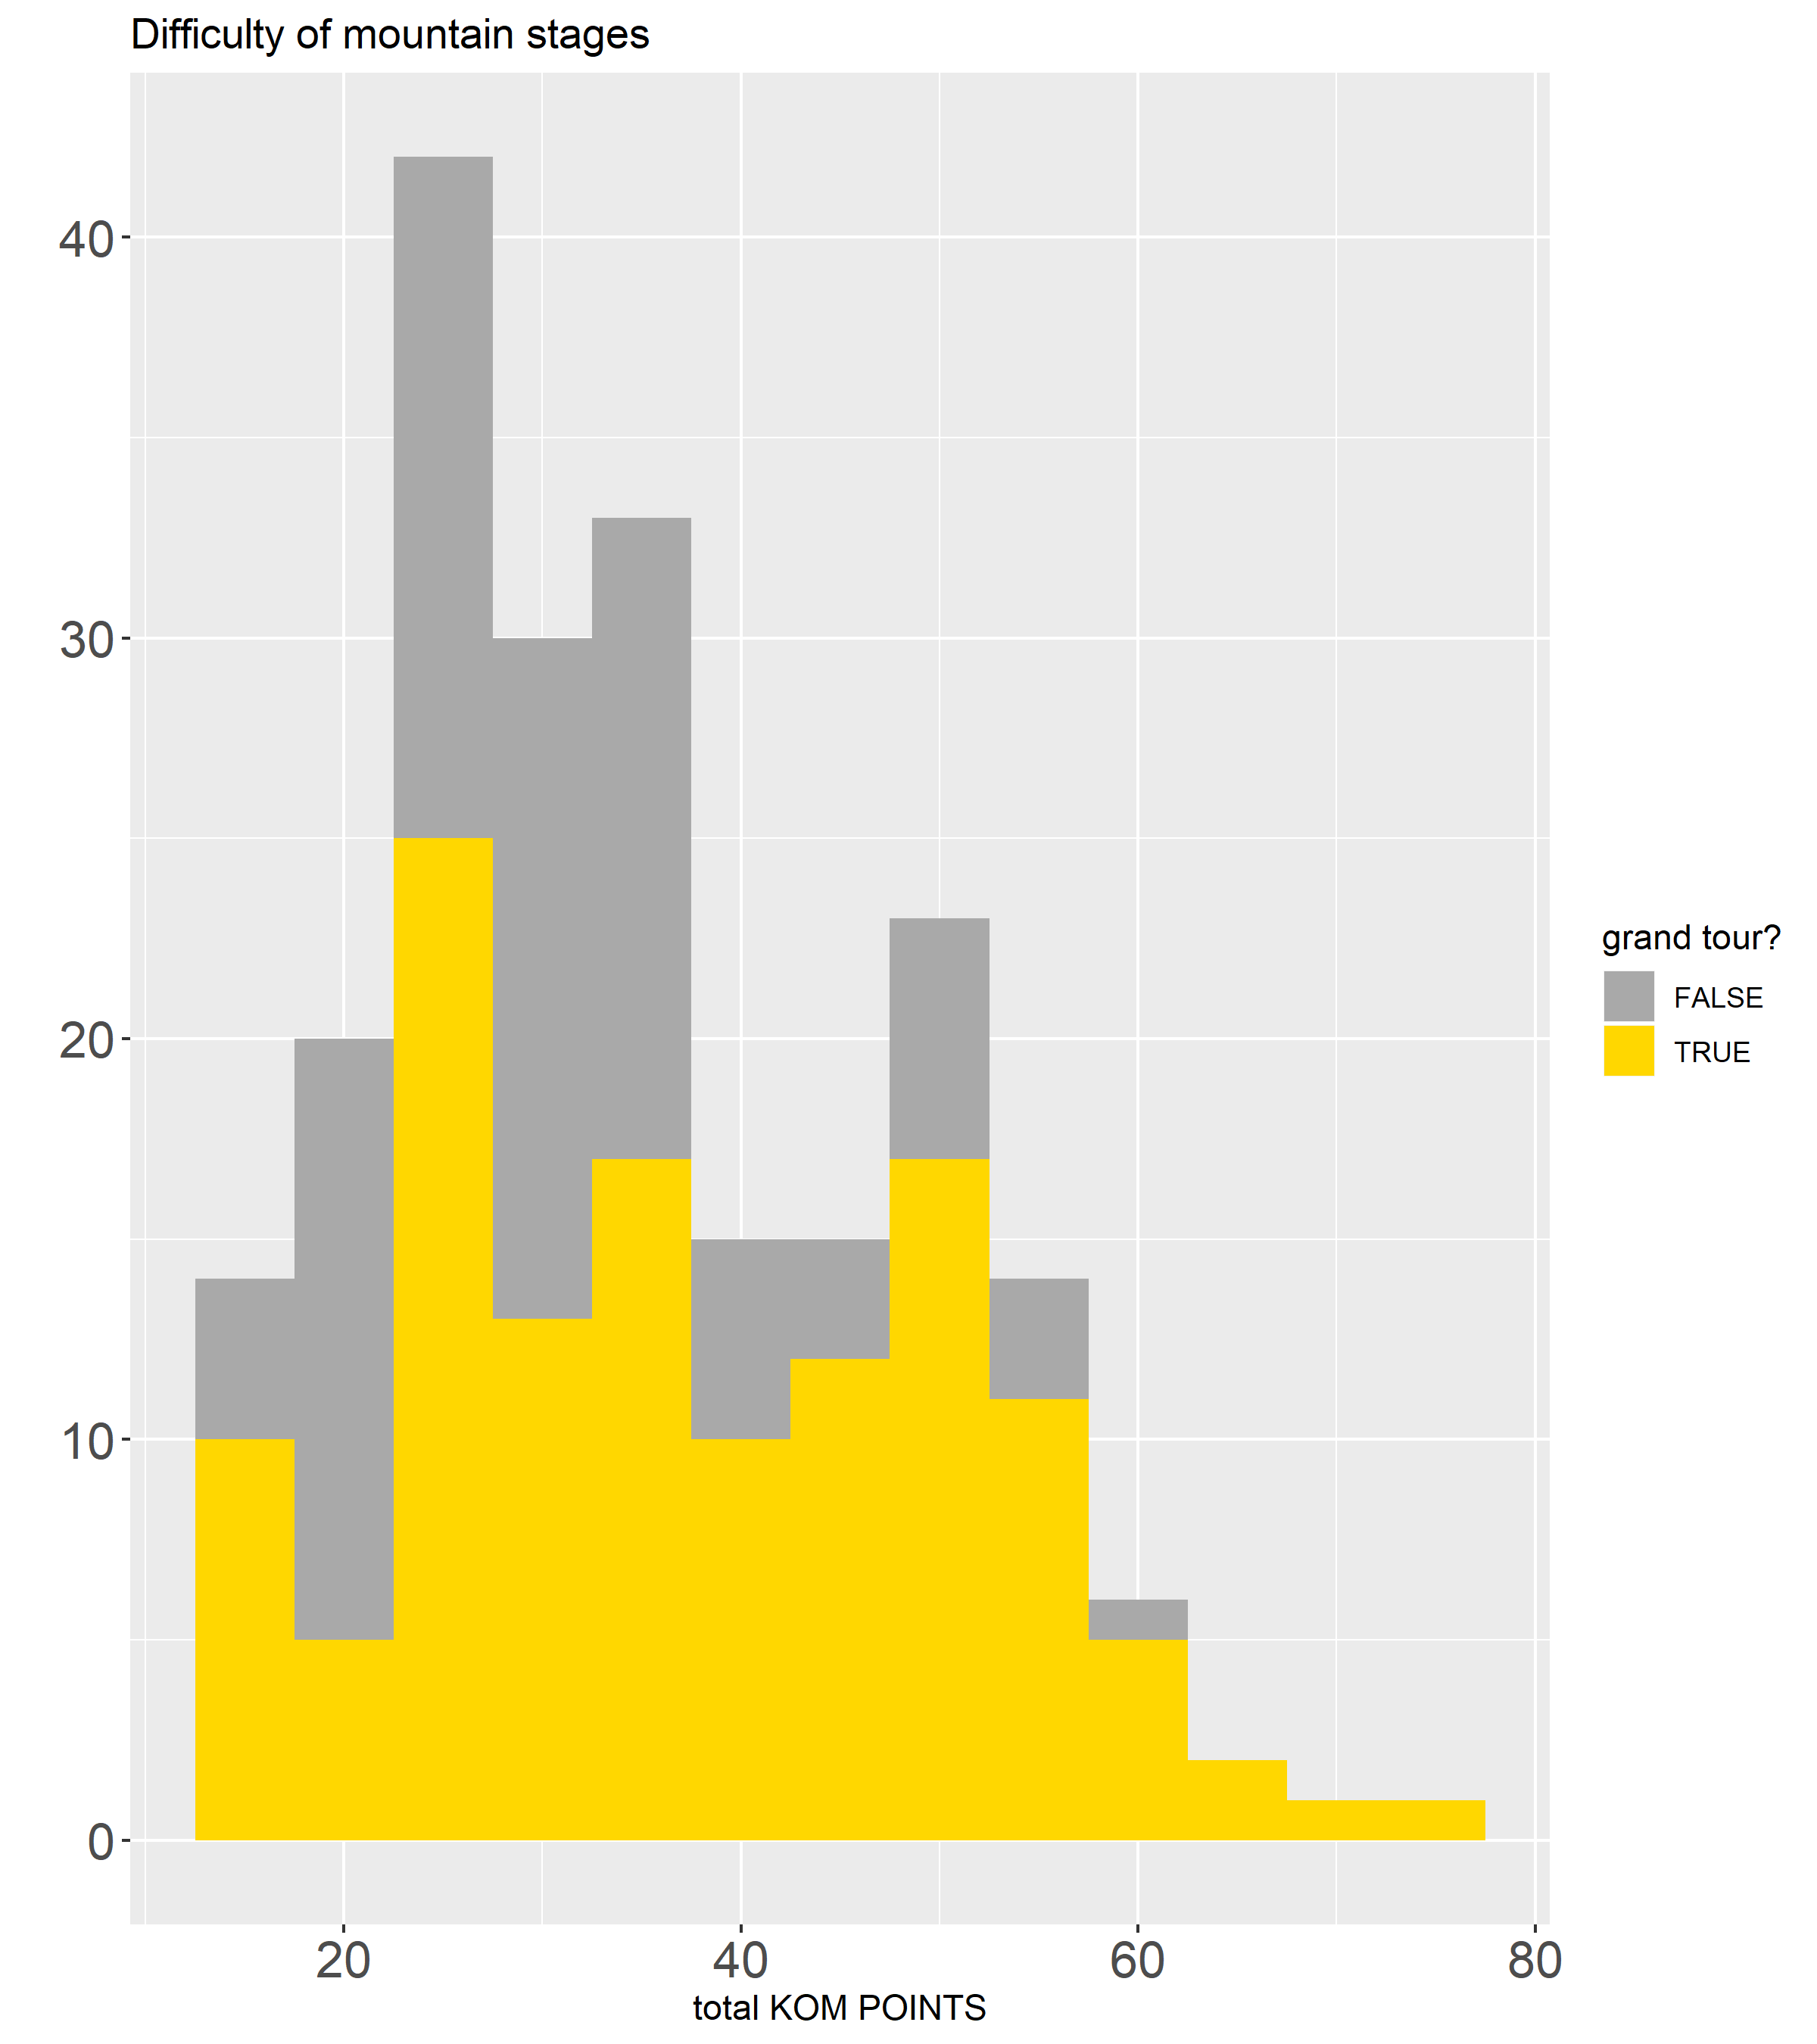 Difficulty of mountain stages
40
30
20
10
0
20 40 60 80
total KOM POINTS
grand tour?
FALSE
TRUE